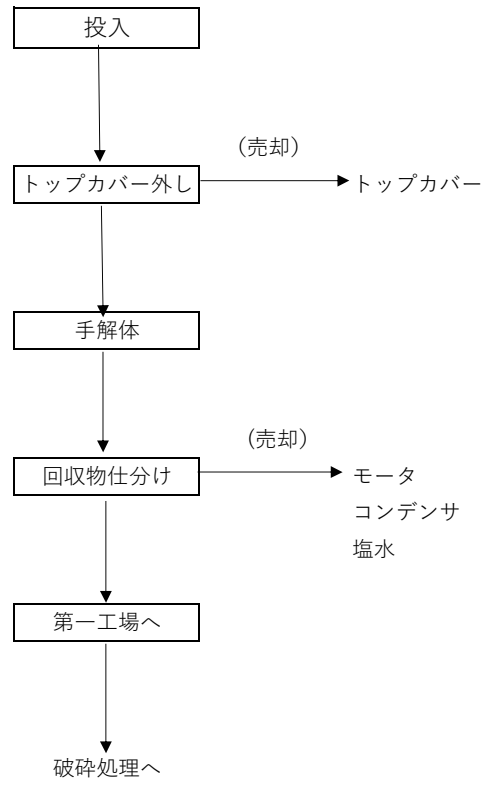 投入
（売却）
トップカバー外し
トップカバー
手解体
（売却）
回収物仕分け
モータ
コンデンサ
塩水
第一工場へ
破砕処理へ